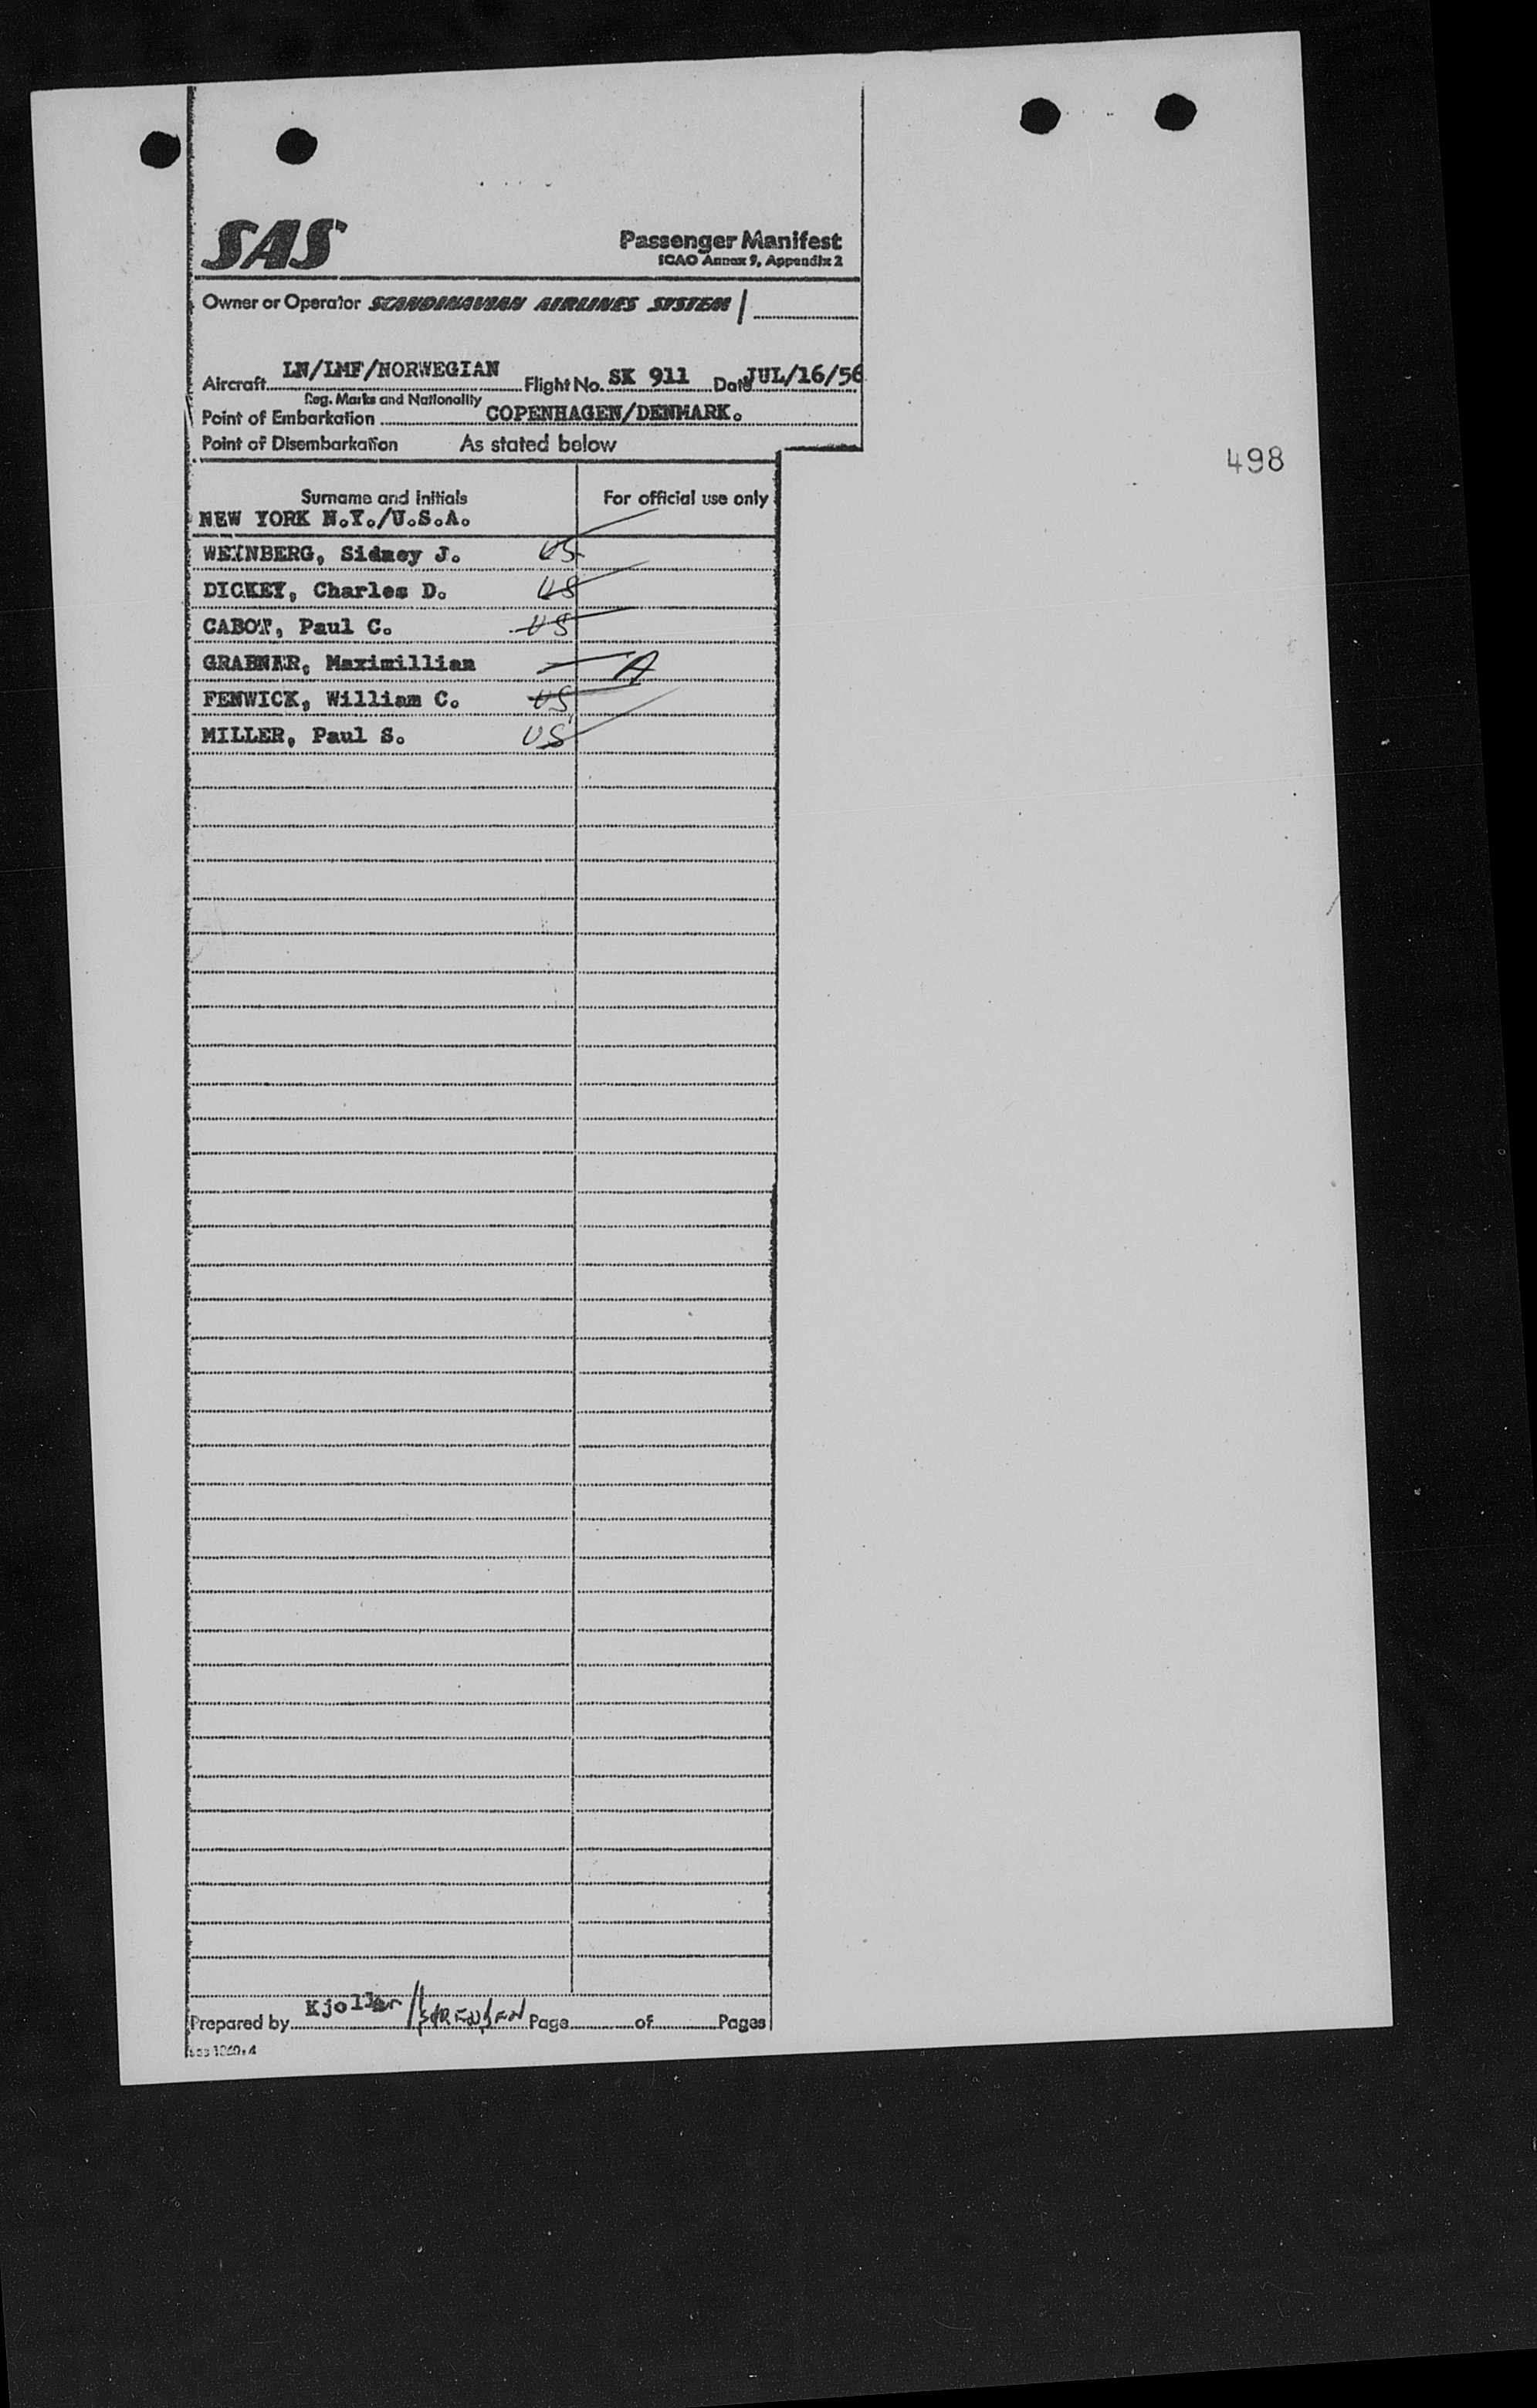 SAS
Passenger Manifest
ICAO Annex 9, Appendix 2
Owner or Operator SCANDINAVIAN AIRLINES SYSTEM
Aircraft LN/LMF/NORWEGIAN Flight No. SK 911 Date JUL/16/56
Reg. Marks and Nationality
Point of Embarkation COPENHAGEN/DENMARK.
Point of Disembarkation As stated below
498
Surname and initials For official use only
NEW YORK N.Y./U.S.A.
WEINBERG, Sidney J. US
DICKEY, Charles D. US
CABOT, Paul C. US
GRABNER, Maximillian A
FENWICK, William C. US
MILLER, Paul S. US
Prepared by Kjoller / SØRENSEN Page of Pages